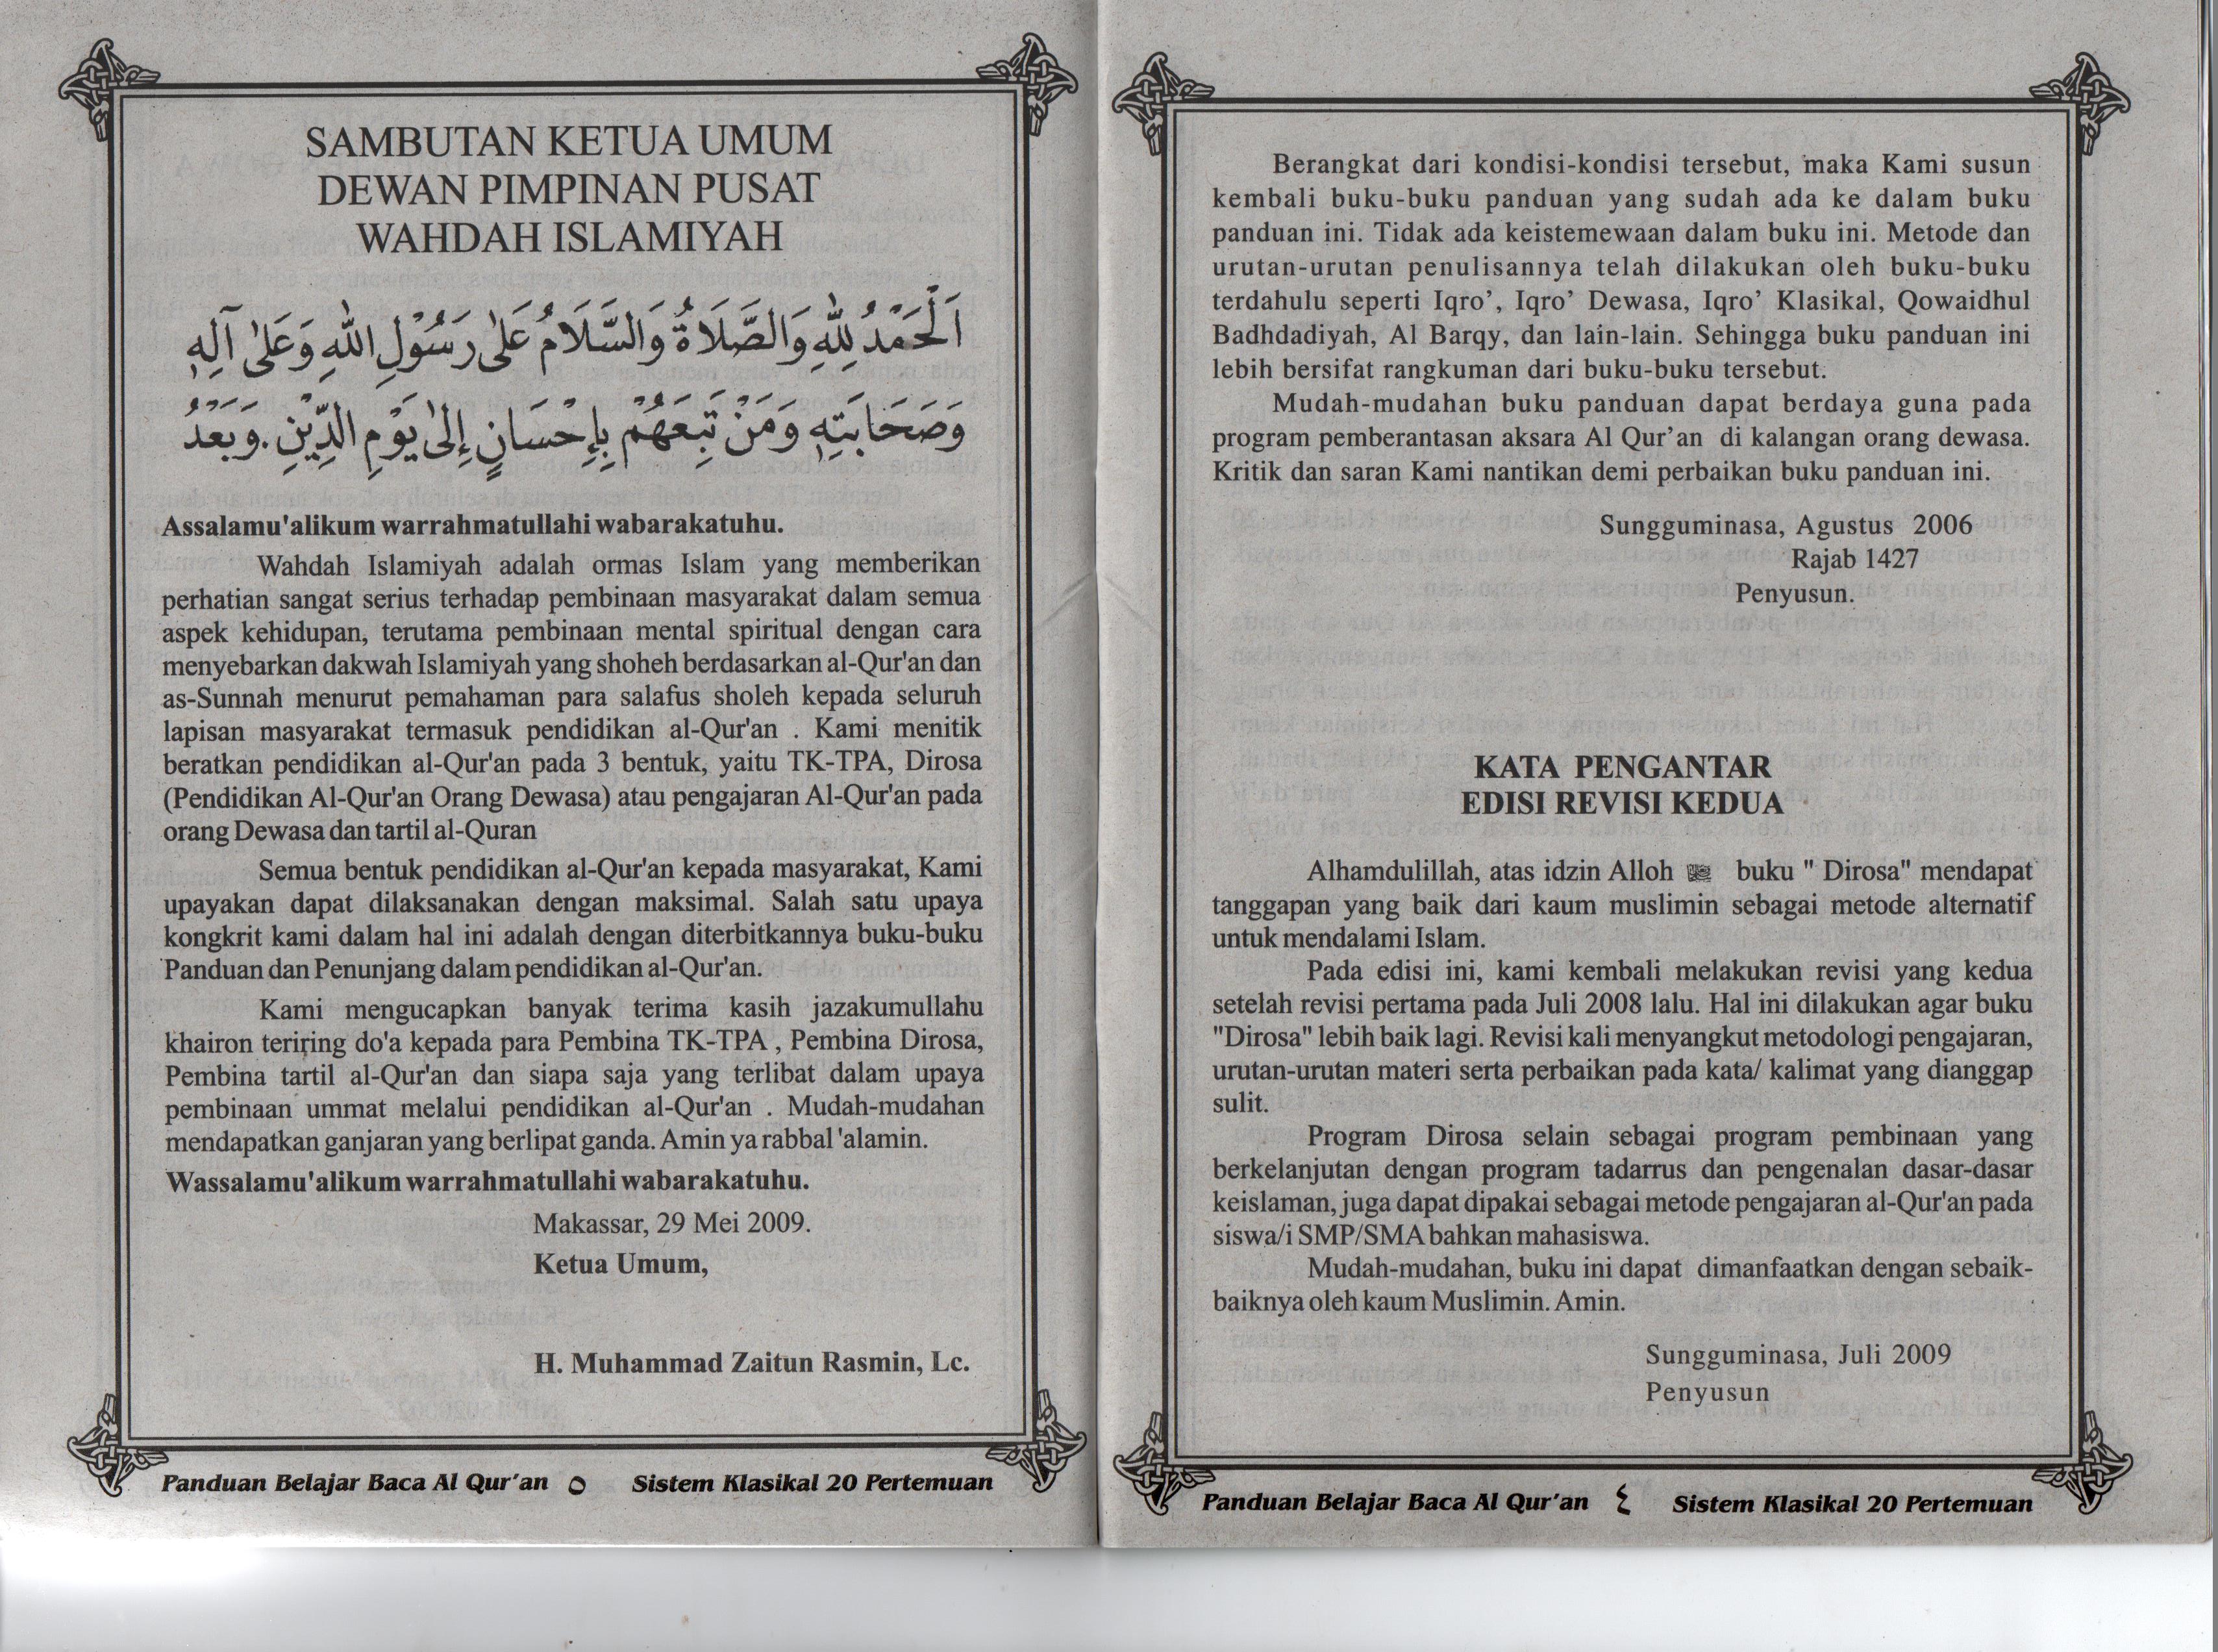 SAMBUTAN KETUA UMUM
DEWAN PIMPINAN PUSAT
WAHDAH ISLAMIYAH
اَلْحَمْدُ لِلّٰهِ وَالصَّلَاةُ وَالسَّلَامُ عَلىٰ رَسُوْلِ اللّٰهِ وَعَلىٰ آلِهِ
وَصَحَابَتِهِ وَمَنْ تَبِعَهُمْ بِإِحْسَانٍ إِلىٰ يَوْمِ الدِّيْنِ. وَبَعْدُ
Assalamu'alikum warrahmatullahi wabarakatuhu.
Wahdah Islamiyah adalah ormas Islam yang memberikan
perhatian sangat serius terhadap pembinaan masyarakat dalam semua
aspek kehidupan, terutama pembinaan mental spiritual dengan cara
menyebarkan dakwah Islamiyah yang shoheh berdasarkan al-Qur'an dan
as-Sunnah menurut pemahaman para salafus sholeh kepada seluruh
lapisan masyarakat termasuk pendidikan al-Qur'an . Kami menitik
beratkan pendidikan al-Qur'an pada 3 bentuk, yaitu TK-TPA, Dirosa
(Pendidikan Al-Qur'an Orang Dewasa) atau pengajaran Al-Qur'an pada
orang Dewasa dan tartil al-Quran
Semua bentuk pendidikan al-Qur'an kepada masyarakat, Kami
upayakan dapat dilaksanakan dengan maksimal. Salah satu upaya
kongkrit kami dalam hal ini adalah dengan diterbitkannya buku-buku
Panduan dan Penunjang dalam pendidikan al-Qur'an.
Kami mengucapkan banyak terima kasih jazakumullahu
khairon teriring do'a kepada para Pembina TK-TPA , Pembina Dirosa,
Pembina tartil al-Qur'an dan siapa saja yang terlibat dalam upaya
pembinaan ummat melalui pendidikan al-Qur'an . Mudah-mudahan
mendapatkan ganjaran yang berlipat ganda. Amin ya rabbal 'alamin.
Wassalamu'alikum warrahmatullahi wabarakatuhu.
Makassar, 29 Mei 2009.
Ketua Umum,
H. Muhammad Zaitun Rasmin, Lc.
Panduan Belajar Baca Al Qur'an ٥ Sistem Klasikal 20 Pertemuan
Berangkat dari kondisi-kondisi tersebut, maka Kami susun
kembali buku-buku panduan yang sudah ada ke dalam buku
panduan ini. Tidak ada keistemewaan dalam buku ini. Metode dan
urutan-urutan penulisannya telah dilakukan oleh buku-buku
terdahulu seperti Iqro', Iqro' Dewasa, Iqro' Klasikal, Qowaidhul
Badhdadiyah, Al Barqy, dan lain-lain. Sehingga buku panduan ini
lebih bersifat rangkuman dari buku-buku tersebut.
Mudah-mudahan buku panduan dapat berdaya guna pada
program pemberantasan aksara Al Qur'an di kalangan orang dewasa.
Kritik dan saran Kami nantikan demi perbaikan buku panduan ini.
Sungguminasa, Agustus 2006
Rajab 1427
Penyusun.
KATA PENGANTAR
EDISI REVISI KEDUA
Alhamdulillah, atas idzin Alloh buku " Dirosa" mendapat
tanggapan yang baik dari kaum muslimin sebagai metode alternatif
untuk mendalami Islam.
Pada edisi ini, kami kembali melakukan revisi yang kedua
setelah revisi pertama pada Juli 2008 lalu. Hal ini dilakukan agar buku
"Dirosa" lebih baik lagi. Revisi kali menyangkut metodologi pengajaran,
urutan-urutan materi serta perbaikan pada kata/ kalimat yang dianggap
sulit.
Program Dirosa selain sebagai program pembinaan yang
berkelanjutan dengan program tadarrus dan pengenalan dasar-dasar
keislaman, juga dapat dipakai sebagai metode pengajaran al-Qur'an pada
siswa/i SMP/SMA bahkan mahasiswa.
Mudah-mudahan, buku ini dapat dimanfaatkan dengan sebaik-
baiknya oleh kaum Muslimin. Amin.
Sungguminasa, Juli 2009
Penyusun
Panduan Belajar Baca Al Qur'an ٤ Sistem Klasikal 20 Pertemuan